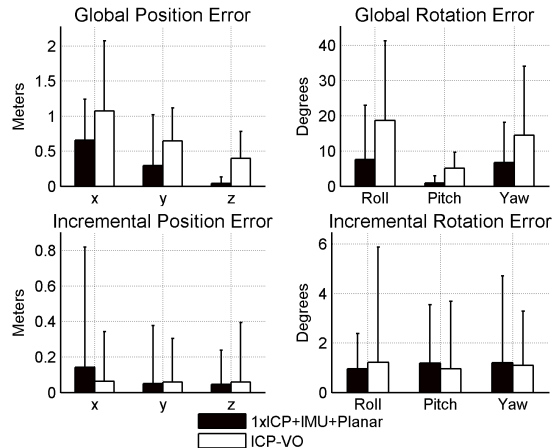 Global Position Error
Meters
2
1.5
1
0.5
0
x y z
Global Rotation Error
Degrees
40
30
20
10
0
Roll Pitch Yaw
Incremental Position Error
Meters
0.8
0.6
0.4
0.2
0
x y z
Incremental Rotation Error
Degrees
6
4
2
0
Roll Pitch Yaw
1xICP+IMU+Planar
ICP-VO